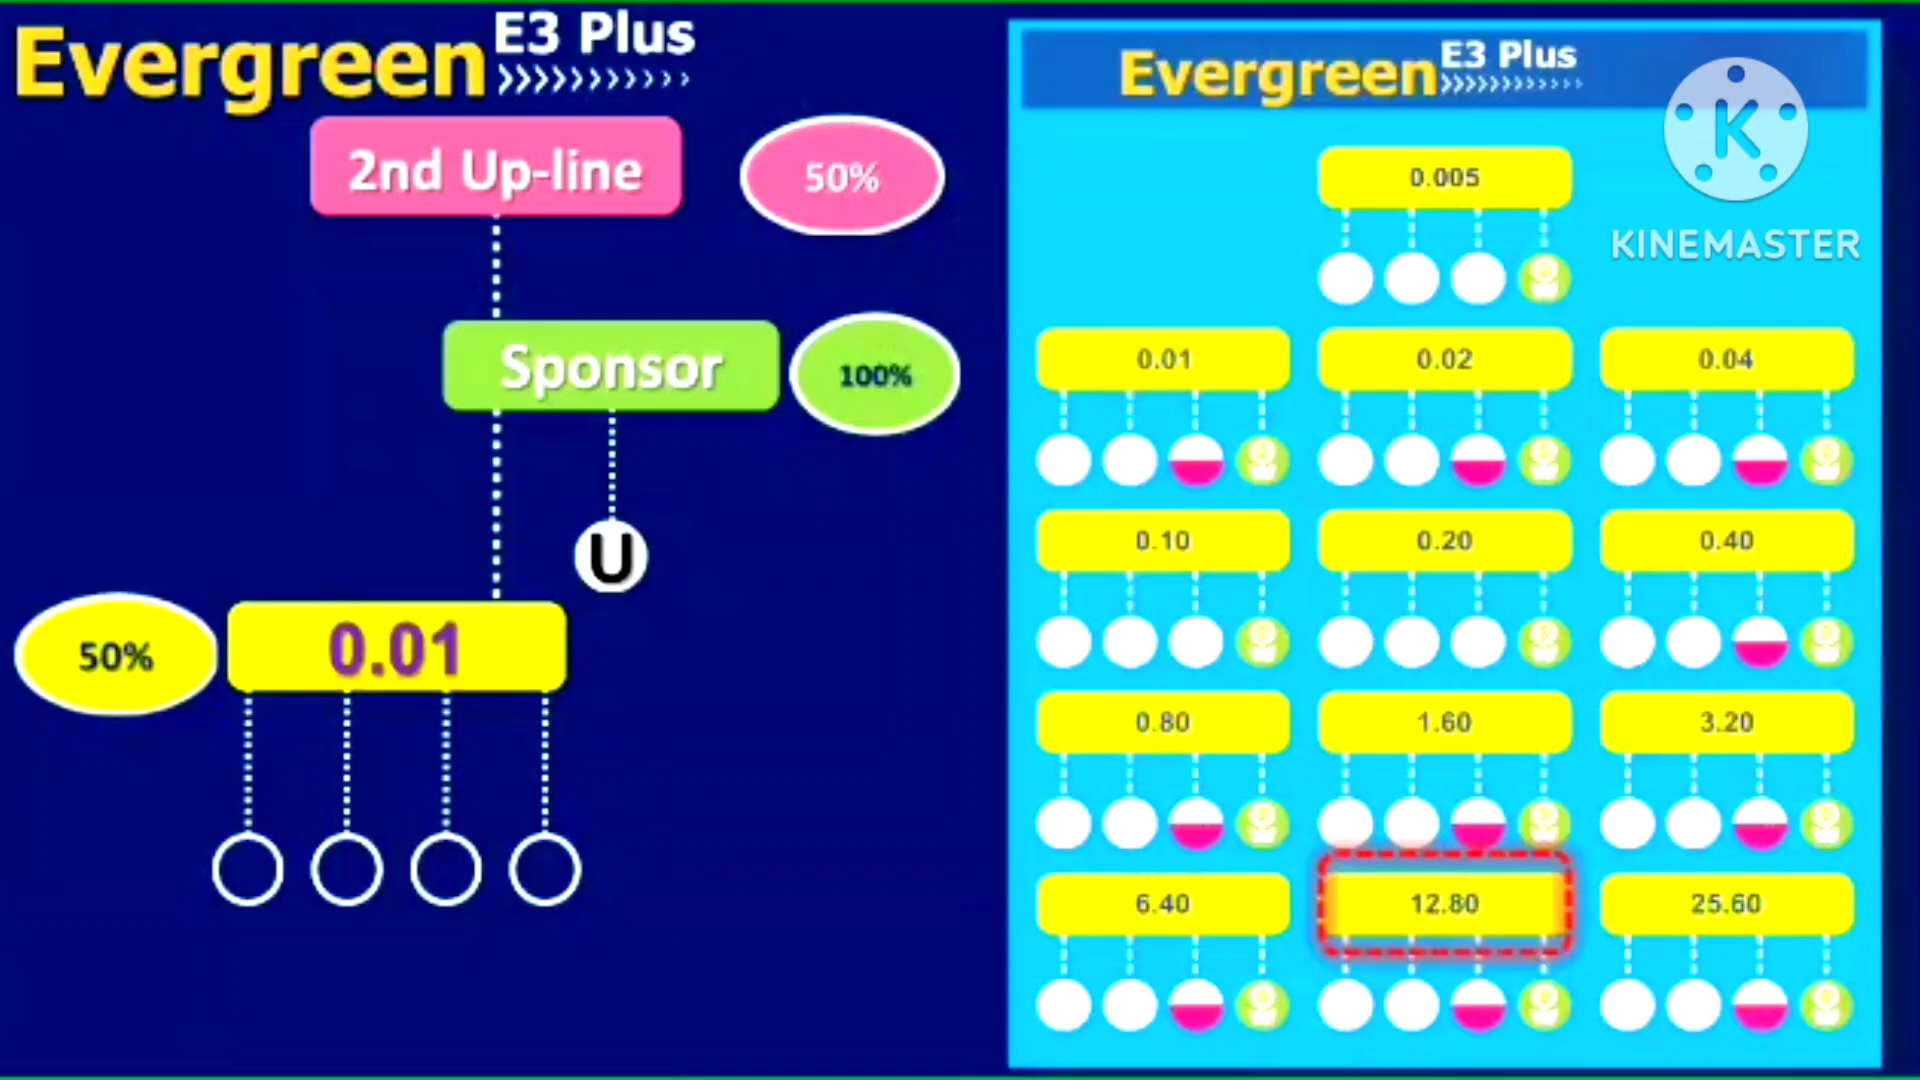 Evergreen E3 Plus
2nd Up-line
50%
Sponsor
100%
U
50%
0.01
Evergreen E3 Plus
K
KINEMASTER
0.005
0.01
0.02
0.04
0.10
0.20
0.40
0.80
1.60
3.20
6.40
12.80
25.60